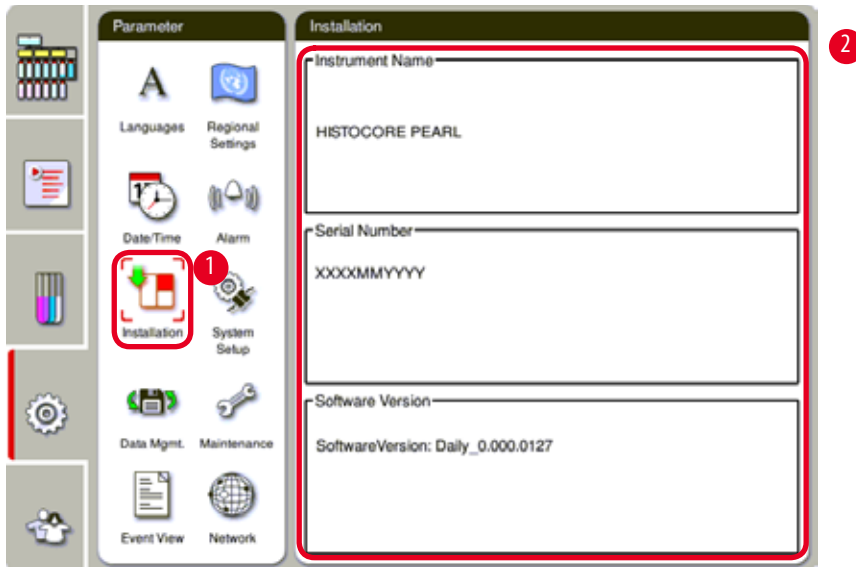 Parameter
Installation
2
Instrument Name
A
HISTOCORE PEARL
Languages
Regional
Settings
Date/Time
Alarm
Serial Number
XXXXMMYYYY
1
Installation
System
Setup
Software Version
SoftwareVersion: Daily_0.000.0127
Data Mgmt.
Maintenance
Event View
Network